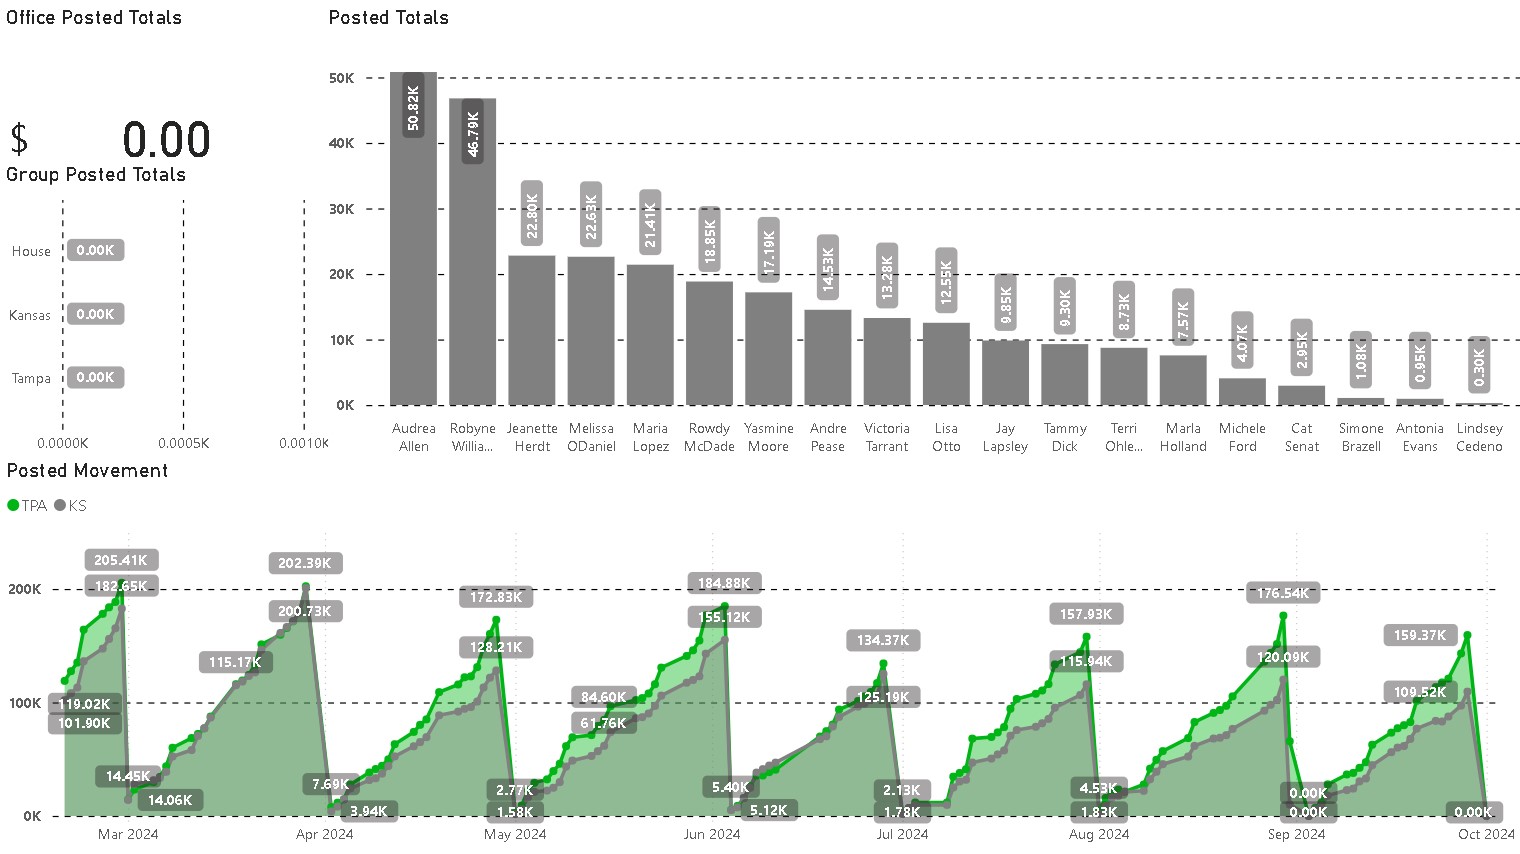 Office Posted Totals
$ 0.00
Group Posted Totals
House 0.00K
Kansas 0.00K
Tampa 0.00K
0.0000K 0.0005K 0.0010K
Posted Totals
50K
40K
30K
20K
10K
0K
50.82K 46.79K 22.80K 22.63K 21.41K 18.85K 17.19K 14.53K 13.28K 12.55K 9.85K 9.30K 8.73K 7.57K 4.07K 2.95K 1.08K 0.95K 0.30K
Audrea Robyne Jeanette Melissa Maria Rowdy Yasmine Andre Victoria Lisa Jay Tammy Terri Marla Michele Cat Simone Antonia Lindsey
Allen Willia... Herdt ODaniel Lopez McDade Moore Pease Tarrant Otto Lapsley Dick Ohle... Holland Ford Senat Brazell Evans Cedeno
Posted Movement
TPA KS
200K
100K
0K
205.41K
182.65K
119.02K
101.90K
14.45K
14.06K
115.17K
202.39K
200.73K
7.69K
3.94K
172.83K
128.21K
2.77K
1.58K
84.60K
61.76K
184.88K
155.12K
5.40K
5.12K
134.37K
125.19K
2.13K
1.78K
157.93K
115.94K
4.53K
1.83K
176.54K
120.09K
0.00K
0.00K
159.37K
109.52K
0.00K
Mar 2024 Apr 2024 May 2024 Jun 2024 Jul 2024 Aug 2024 Sep 2024 Oct 2024